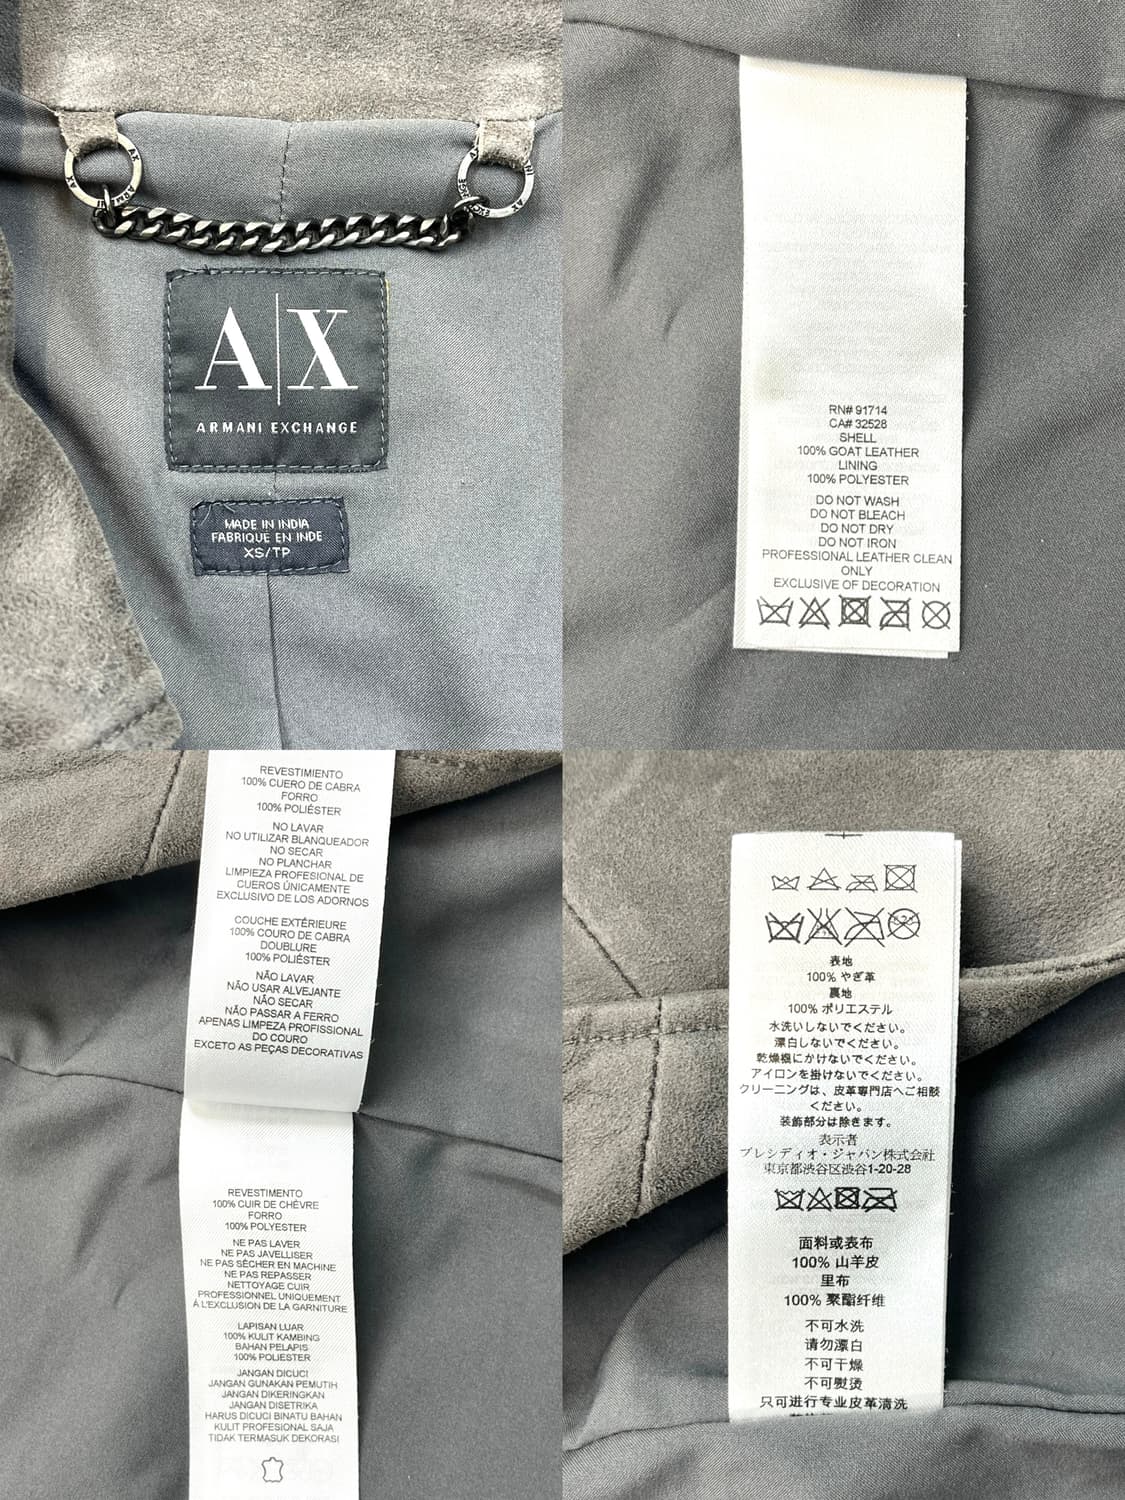 A|X
ARMANI EXCHANGE
MADE IN INDIA
FABRIQUE EN INDE
XS/TP
RN# 91714
CA# 32528
SHELL
100% GOAT LEATHER
LINING
100% POLYESTER
DO NOT WASH
DO NOT BLEACH
DO NOT DRY
DO NOT IRON
PROFESSIONAL LEATHER CLEAN
ONLY
EXCLUSIVE OF DECORATION
REVESTIMIENTO
100% CUERO DE CABRA
FORRO
100% POLIÉSTER
NO LAVAR
NO UTILIZAR BLANQUEADOR
NO SECAR
NO PLANCHAR
LIMPIEZA PROFESIONAL DE
CUEROS ÚNICAMENTE
EXCLUSIVO DE LOS ADORNOS
COUCHE EXTÉRIEURE
100% COURO DE CABRA
DOUBLURE
100% POLIÉSTER
NÃO LAVAR
NÃO USAR ALVEJANTE
NÃO SECAR
NÃO PASSAR A FERRO
APENAS LIMPEZA PROFISSIONAL
DO COURO
EXCETO AS PEÇAS DECORATIVAS
REVESTIMENTO
100% CUIR DE CHÈVRE
FORRO
100% POLYESTER
NE PAS LAVER
NE PAS JAVELLISER
NE PAS SÉCHER EN MACHINE
NE PAS REPASSER
NETTOYAGE CUIR
PROFESSIONNEL UNIQUEMENT
À L'EXCLUSION DE LA GARNITURE
LAPISAN LUAR
100% KULIT KAMBING
BAHAN PELAPIS
100% POLIESTER
JANGAN DICUCI
JANGAN GUNAKAN PEMUTIH
JANGAN DIKERINGKAN
JANGAN DISETRIKA
HARUS DICUCI BINATU BAHAN
KULIT PROFESIONAL SAJA
TIDAK TERMASUK DEKORASI
表地
100% やぎ革
裏地
100% ポリエステル
水洗いしないでください。
漂白しないでください。
乾燥機にかけないでください。
アイロンを掛けないでください。
クリーニングは、皮革専門店へご相談
ください。
装飾部分は除きます。
表示者
プレシディオ・ジャパン株式会社
東京都渋谷区渋谷1-20-28
面料或表布
100% 山羊皮
里布
100% 聚酯纤维
不可水洗
请勿漂白
不可干燥
不可熨烫
只可进行专业皮革清洗